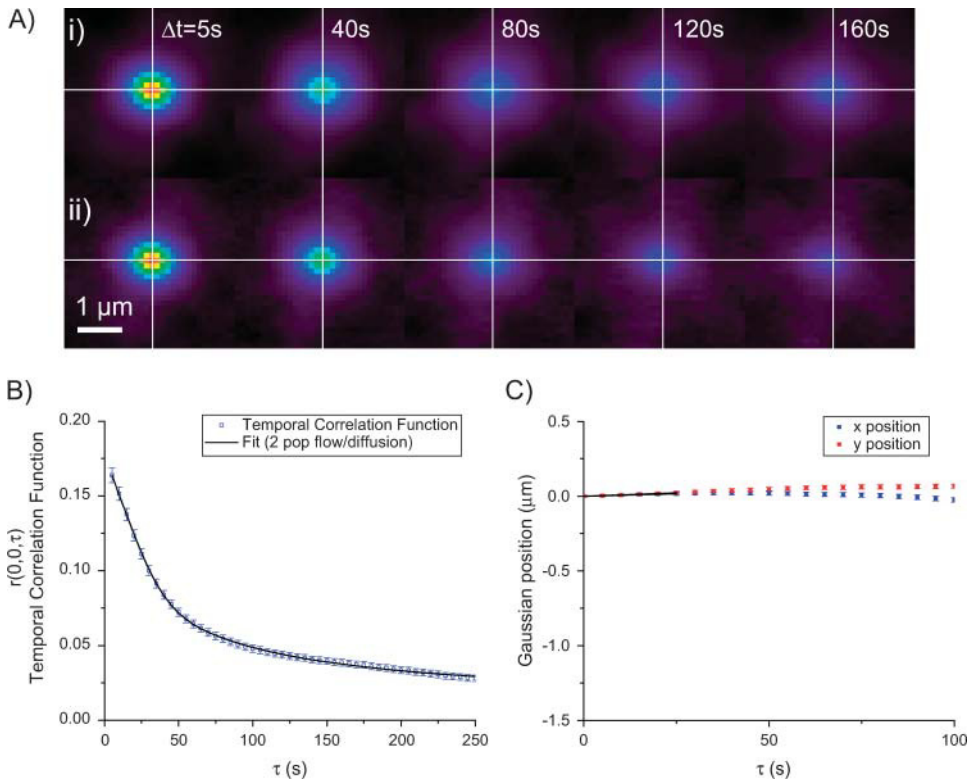 A)
i) Δt=5s 40s 80s 120s 160s
ii)
1 μm
B)
0.20
0.15
0.10
0.05
0.00
r(0,0,τ)
Temporal Correlation Function
Temporal Correlation Function
Fit (2 pop flow/diffusion)
0 50 100 150 200 250
τ (s)
C)
0.5
0.0
-0.5
-1.0
-1.5
Gaussian position (μm)
x position
y position
0 50 100
τ (s)